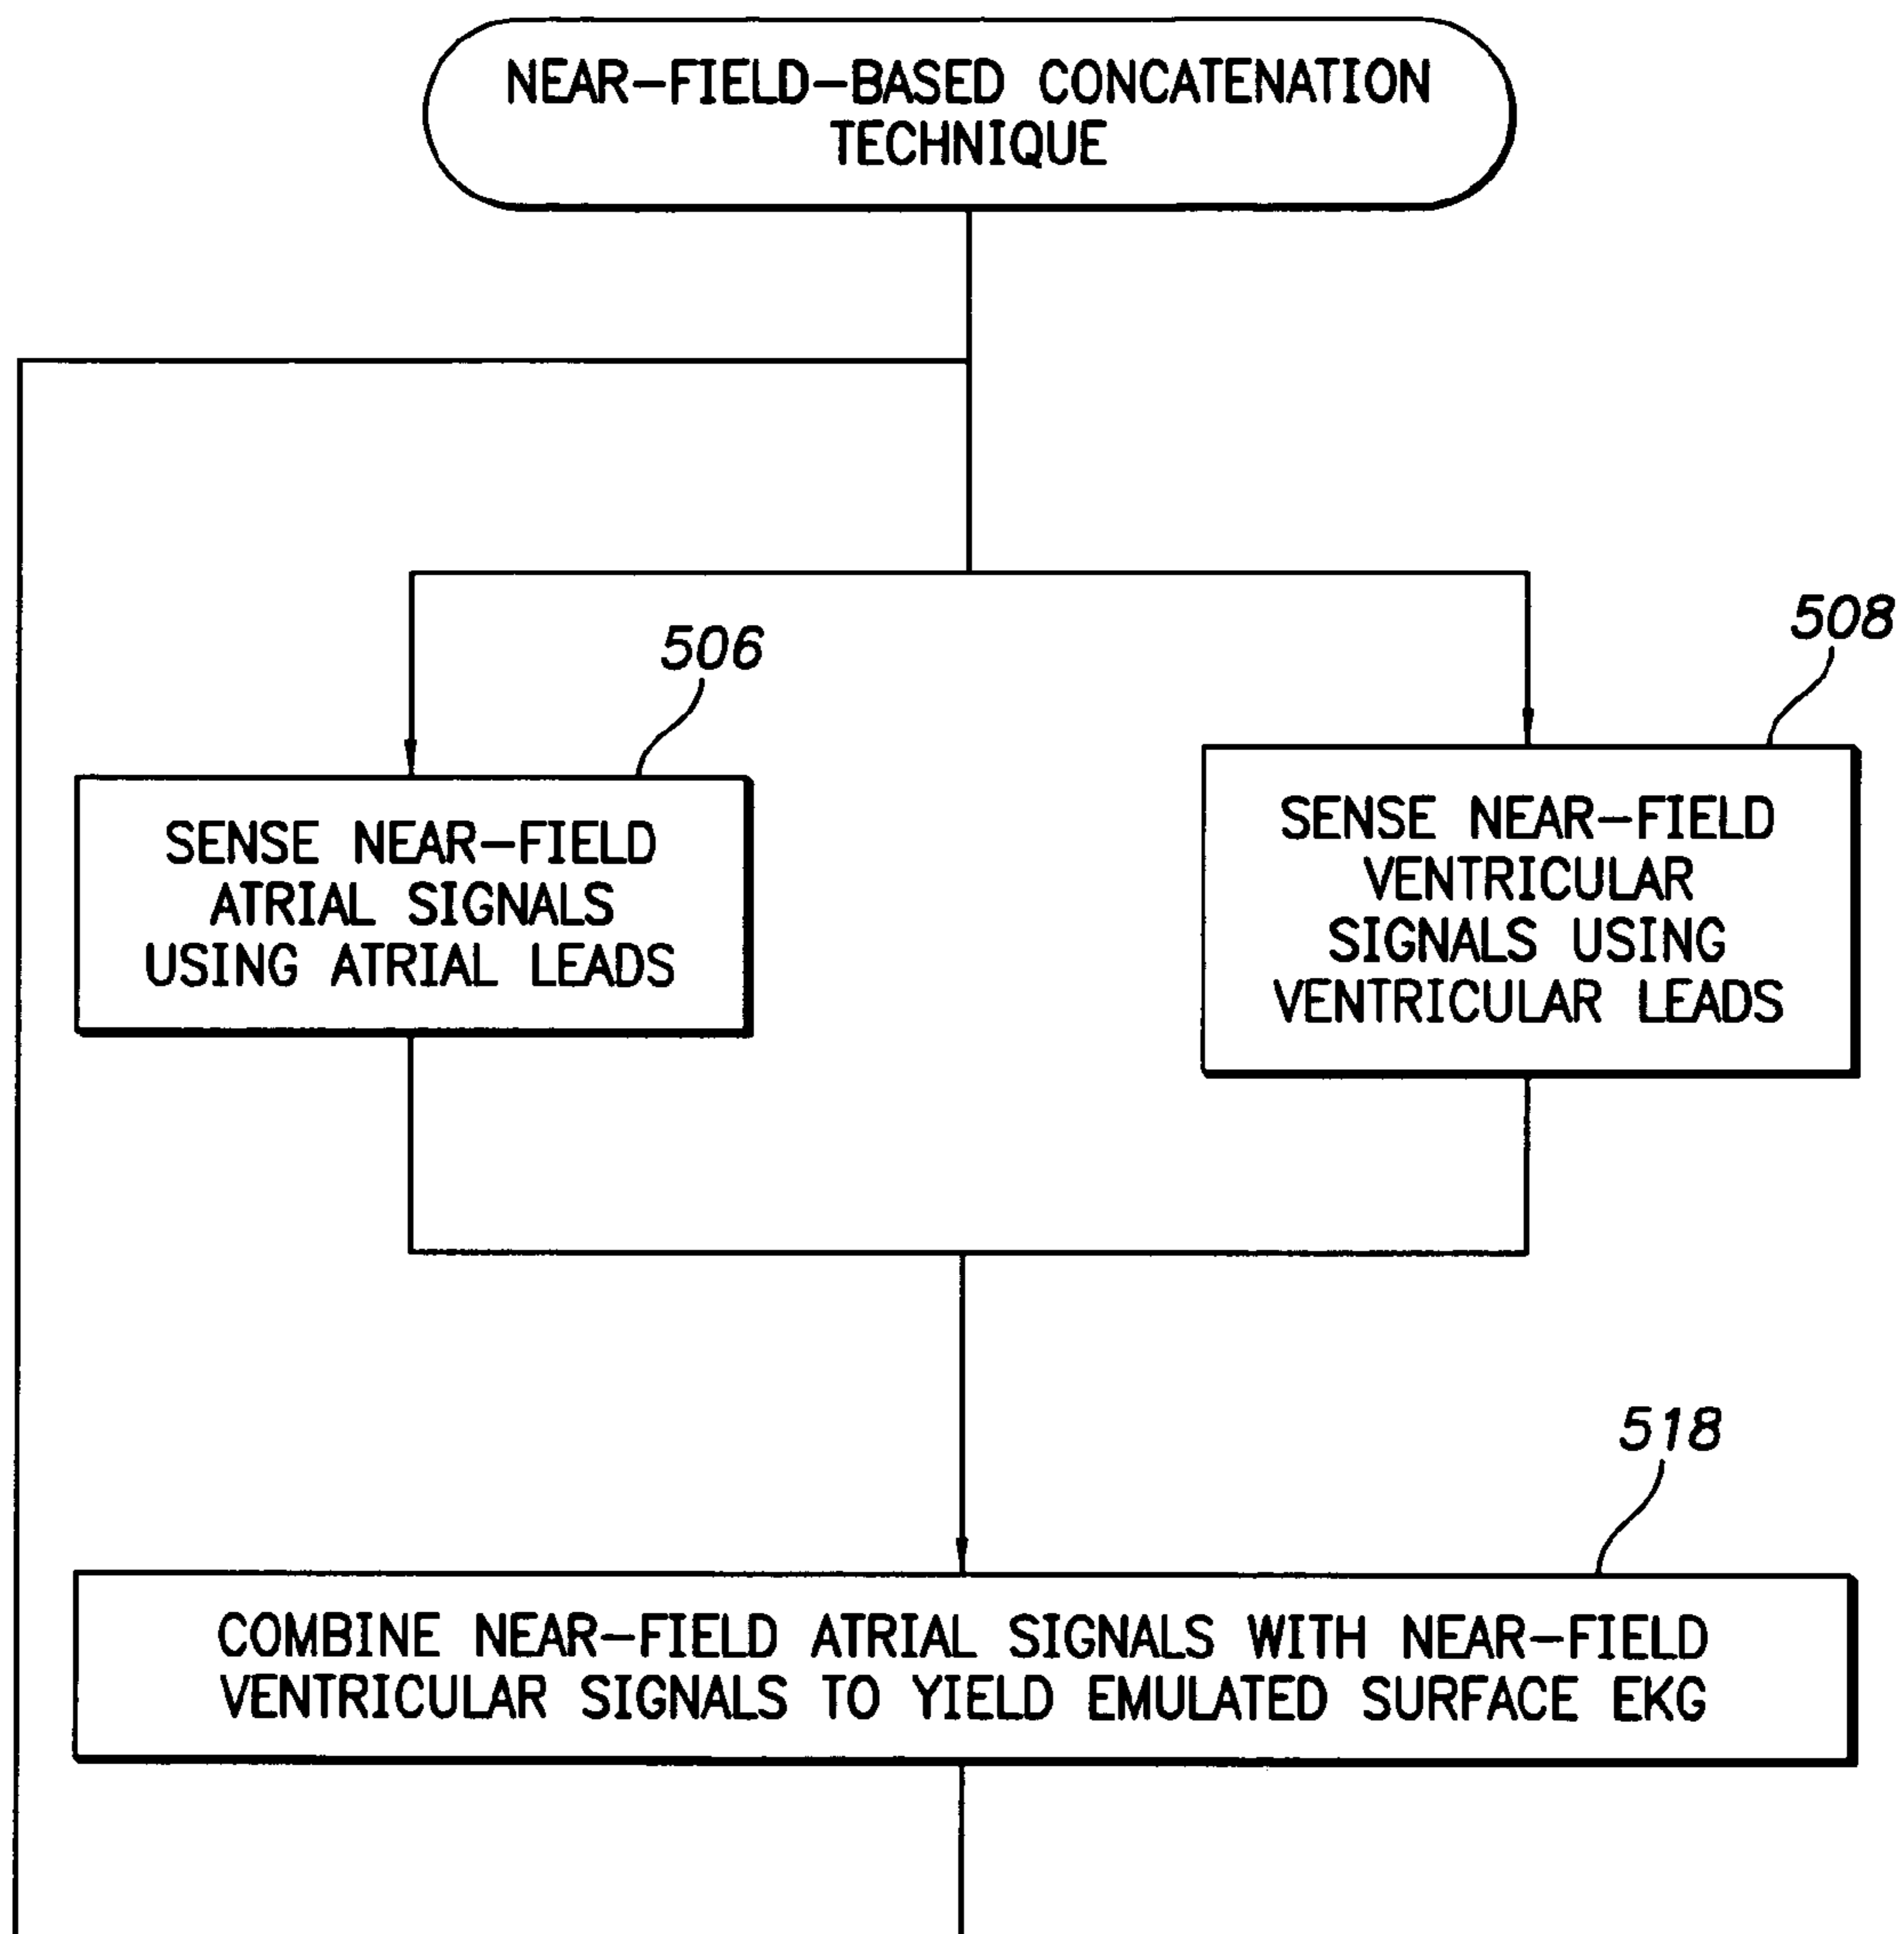 NEAR-FIELD-BASED CONCATENATION
TECHNIQUE
506
508
SENSE NEAR-FIELD
ATRIAL SIGNALS
USING ATRIAL LEADS
SENSE NEAR-FIELD
VENTRICULAR
SIGNALS USING
VENTRICULAR LEADS
518
COMBINE NEAR-FIELD ATRIAL SIGNALS WITH NEAR-FIELD
VENTRICULAR SIGNALS TO YIELD EMULATED SURFACE EKG